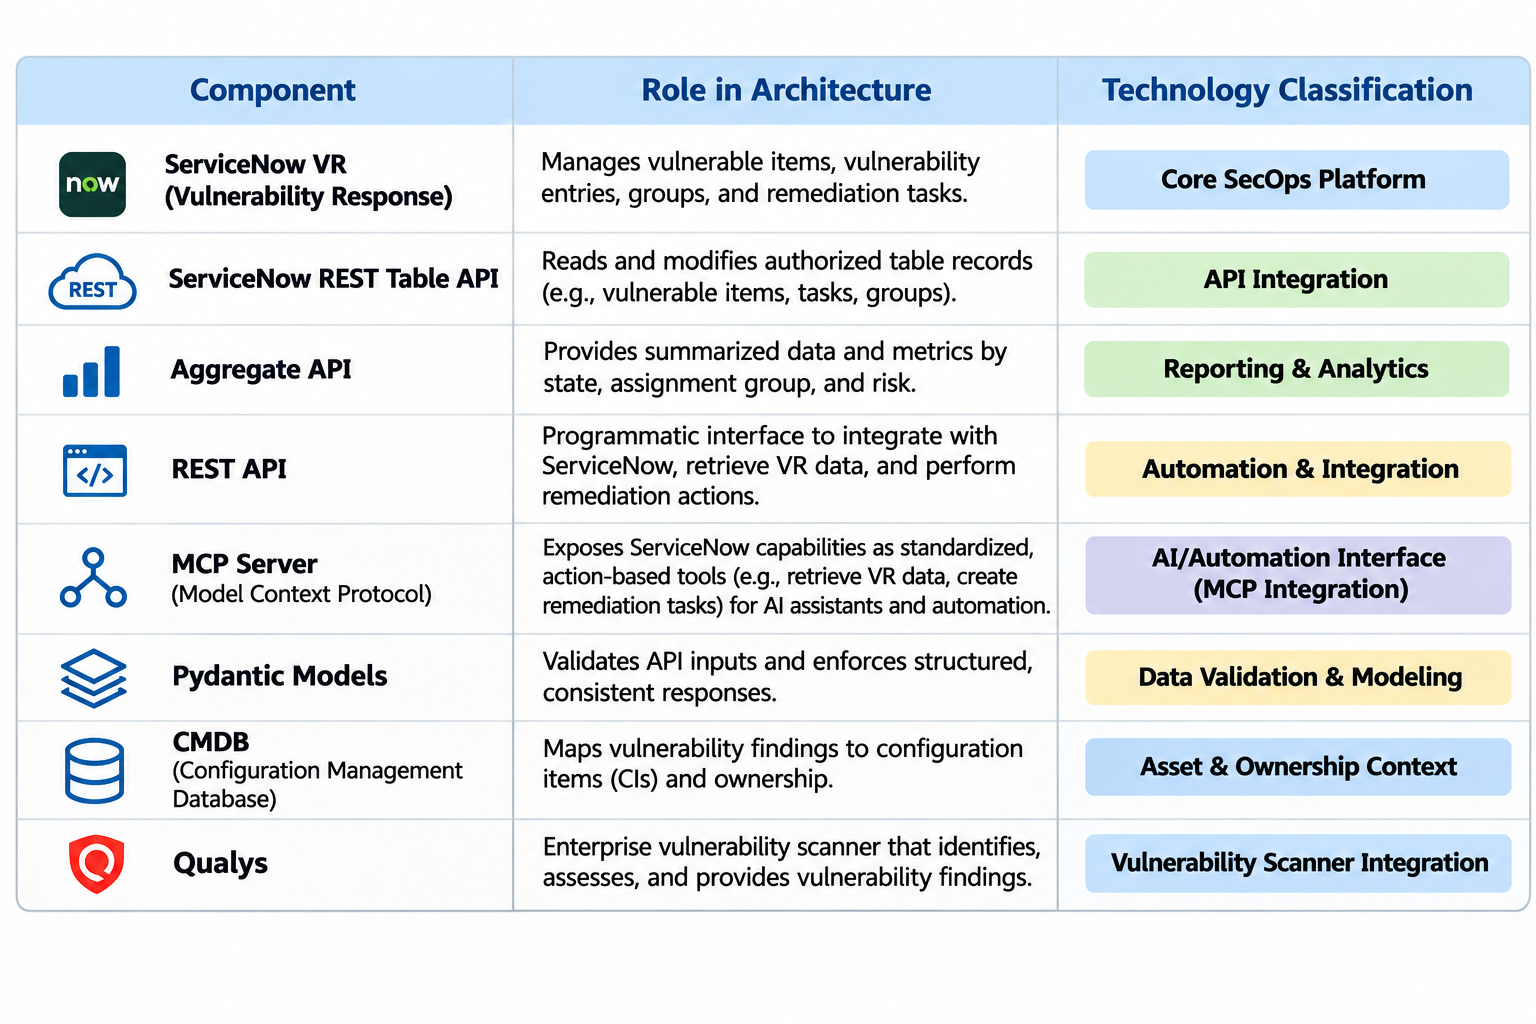 Component
Role in Architecture
Technology Classification
now
ServiceNow VR
(Vulnerability Response)
Manages vulnerable items, vulnerability
entries, groups, and remediation tasks.
Core SecOps Platform
REST
ServiceNow REST Table API
Reads and modifies authorized table records
(e.g., vulnerable items, tasks, groups).
API Integration
Aggregate API
Provides summarized data and metrics by
state, assignment group, and risk.
Reporting & Analytics
</>
REST API
Programmatic interface to integrate with
ServiceNow, retrieve VR data, and perform
remediation actions.
Automation & Integration
MCP Server
(Model Context Protocol)
Exposes ServiceNow capabilities as standardized,
action-based tools (e.g., retrieve VR data, create
remediation tasks) for AI assistants and automation.
AI/Automation Interface
(MCP Integration)
Pydantic Models
Validates API inputs and enforces structured,
consistent responses.
Data Validation & Modeling
CMDB
(Configuration Management
Database)
Maps vulnerability findings to configuration
items (CIs) and ownership.
Asset & Ownership Context
Qualys
Enterprise vulnerability scanner that identifies,
assesses, and provides vulnerability findings.
Vulnerability Scanner Integration